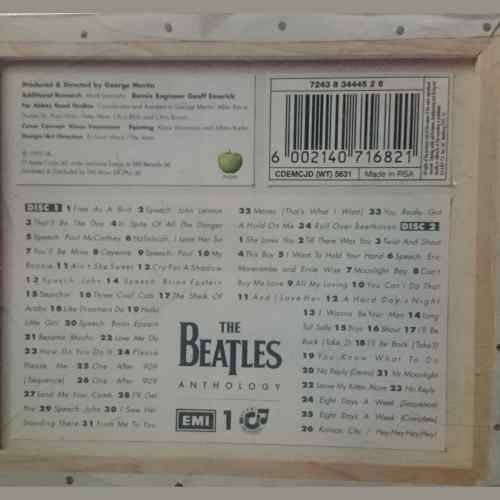 Produced & Directed by George Martin
Additional Research Mark Lewisohn Remix Engineer Geoff Emerick
For Abbey Road Studios
Cover Concept Klaus Voormann Painting Klaus Voormann and Alfons Kiefer
7243 8 34445 2 6
6 002140 716821
CDEMCJD (WT) 5631 Made in RSA
DISC 1 1 Free As A Bird 2 Speech: John Lennon
3 That'll Be The Day 4 In Spite Of All The Danger
5 Speech: Paul McCartney 6 Hallelujah, I Love Her So
7 You'll Be Mine 8 Cayenne 9 Speech: Paul 10 My
Bonnie 11 Ain't She Sweet 12 Cry For A Shadow
13 Speech: John 14 Speech: Brian Epstein
15 Searchin' 16 Three Cool Cats 17 The Sheik Of
Araby 18 Like Dreamers Do 19 Hello
Little Girl 20 Speech: Brian Epstein
21 Besame Mucho 22 Love Me Do
23 How Do You Do It 24 Please
Please Me 25 One After 909
(Sequence) 26 One After 909
27 Lend Me Your Comb 28 I'll Get
You 29 Speech: John 30 I Saw Her
Standing There 31 From Me To You
32 Money (That's What I Want) 33 You Really Got
A Hold On Me 34 Roll Over Beethoven DISC 2
1 She Loves You 2 Till There Was You 3 Twist And Shout
4 This Boy 5 I Want To Hold Your Hand 6 Speech: Eric
Morecambe and Ernie Wise 7 Moonlight Bay 8 Can't
Buy Me Love 9 All My Loving 10 You Can't Do That
11 And I Love Her 12 A Hard Day's Night
13 I Wanna Be Your Man 14 Long
Tall Sally 15 Boys 16 Shout 17 I'll Be
Back (Take 2) 18 I'll Be Back (Take3)
19 You Know What To Do
20 No Reply (Demo) 21 Mr Moonlight
22 Leave My Kitten Alone 23 No Reply
24 Eight Days A Week (Sequence)
25 Eight Days A Week (Complete)
26 Kansas City / Hey-Hey-Hey-Hey!
THE
BEATLES
ANTHOLOGY
EMI 1